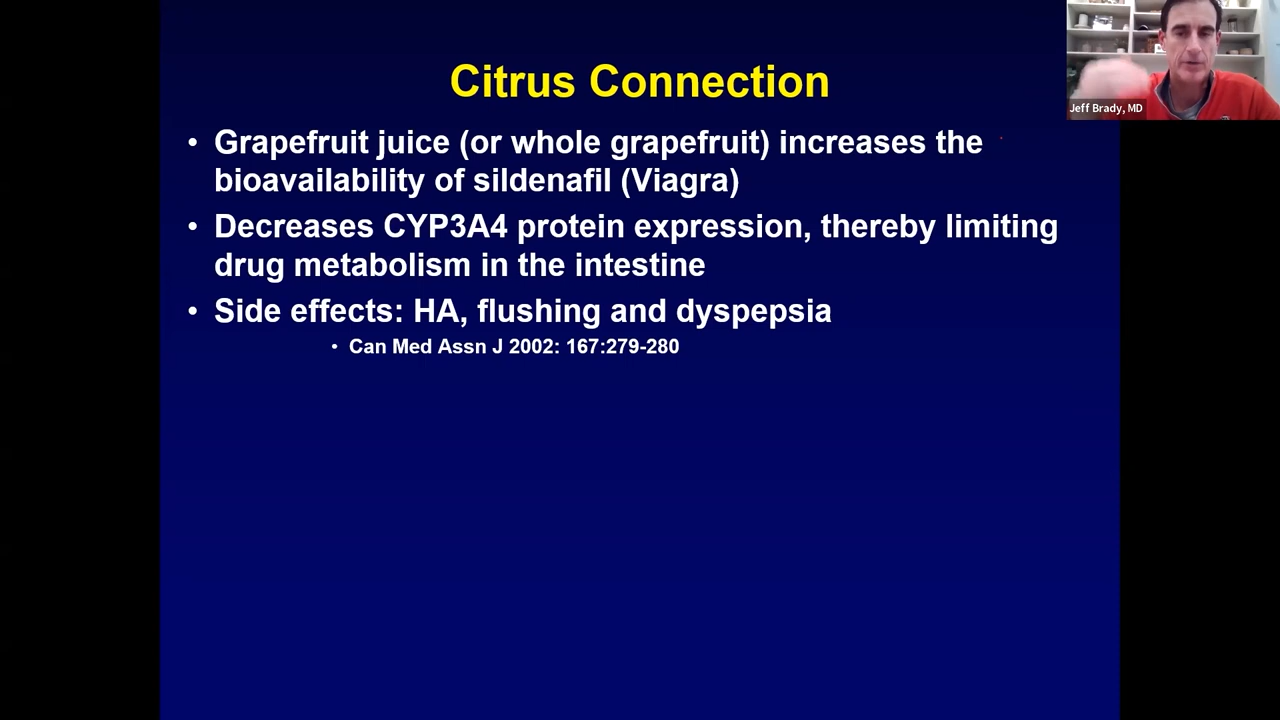 Citrus Connection
Jeff Brady, MD
• Grapefruit juice (or whole grapefruit) increases the
bioavailability of sildenafil (Viagra)
• Decreases CYP3A4 protein expression, thereby limiting
drug metabolism in the intestine
• Side effects: HA, flushing and dyspepsia
• Can Med Assn J 2002: 167:279-280